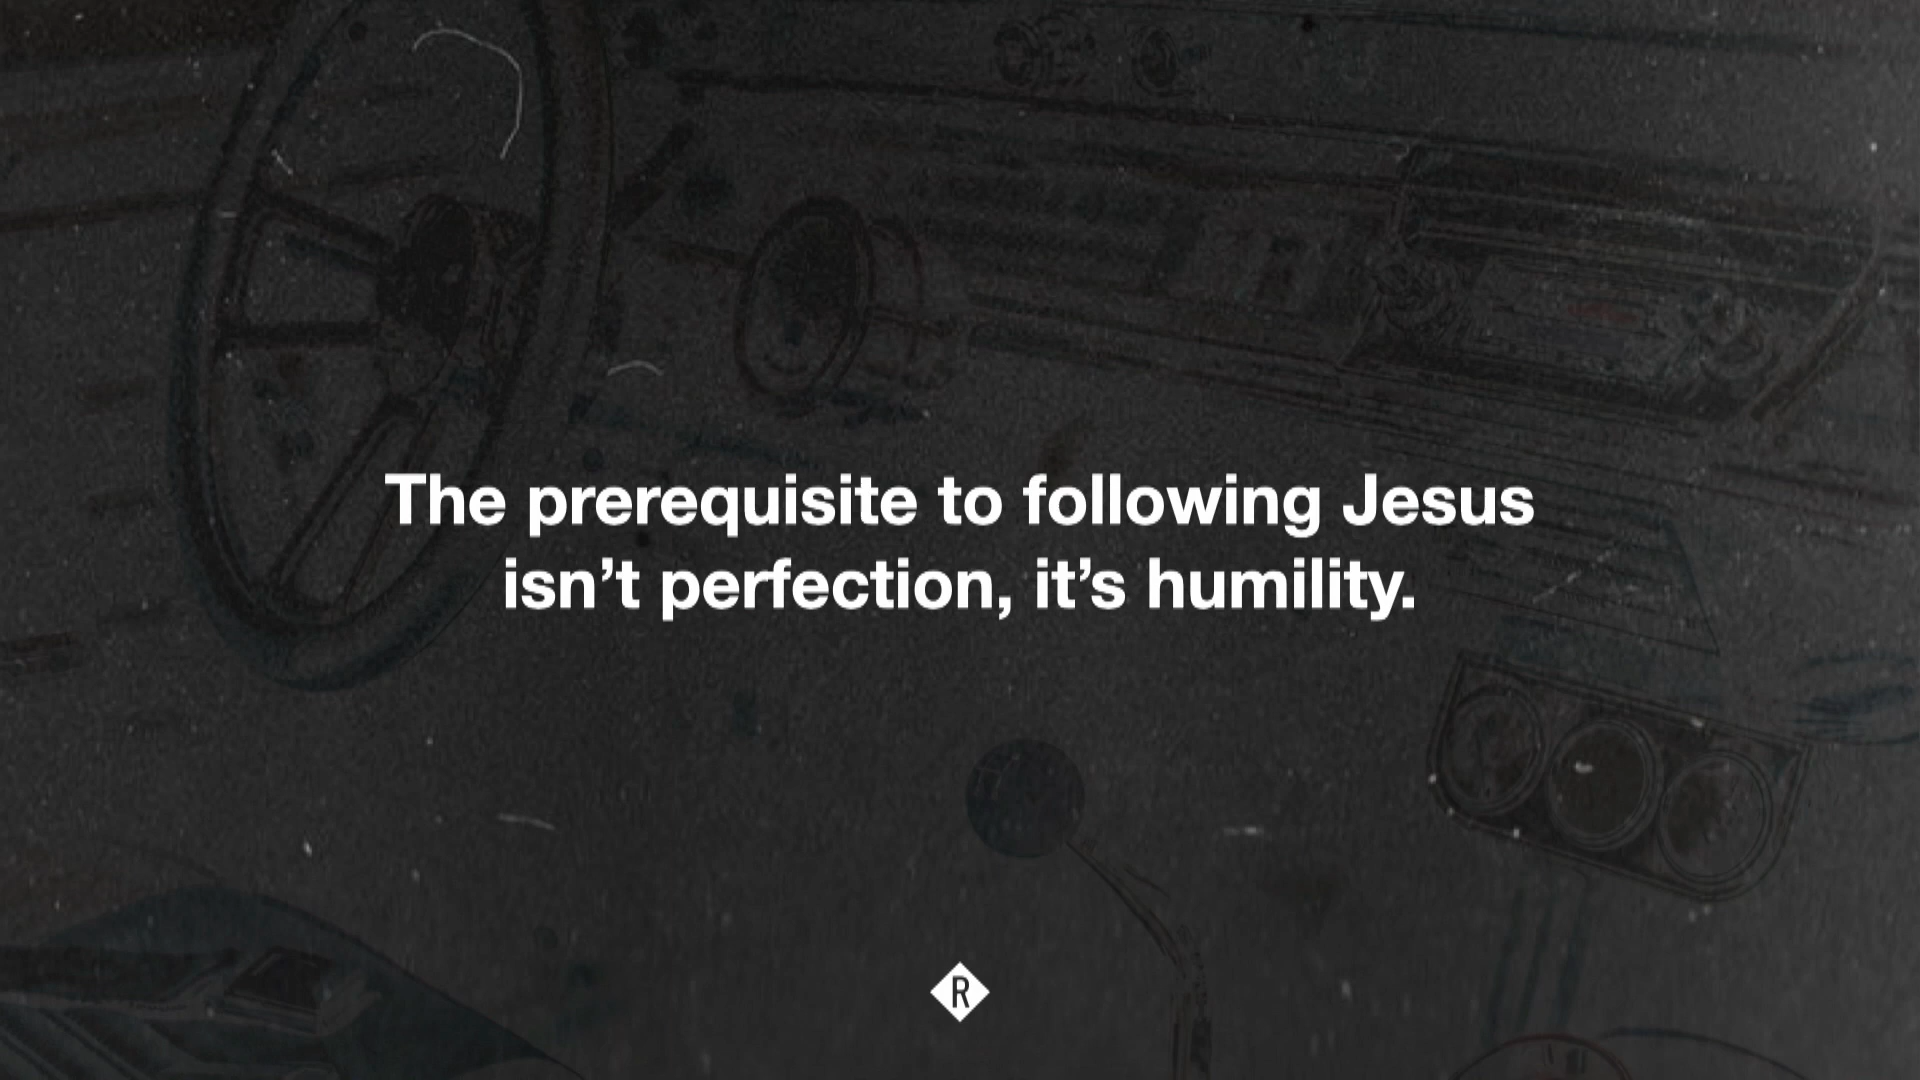 The prerequisite to following Jesus
isn’t perfection, it’s humility.
R